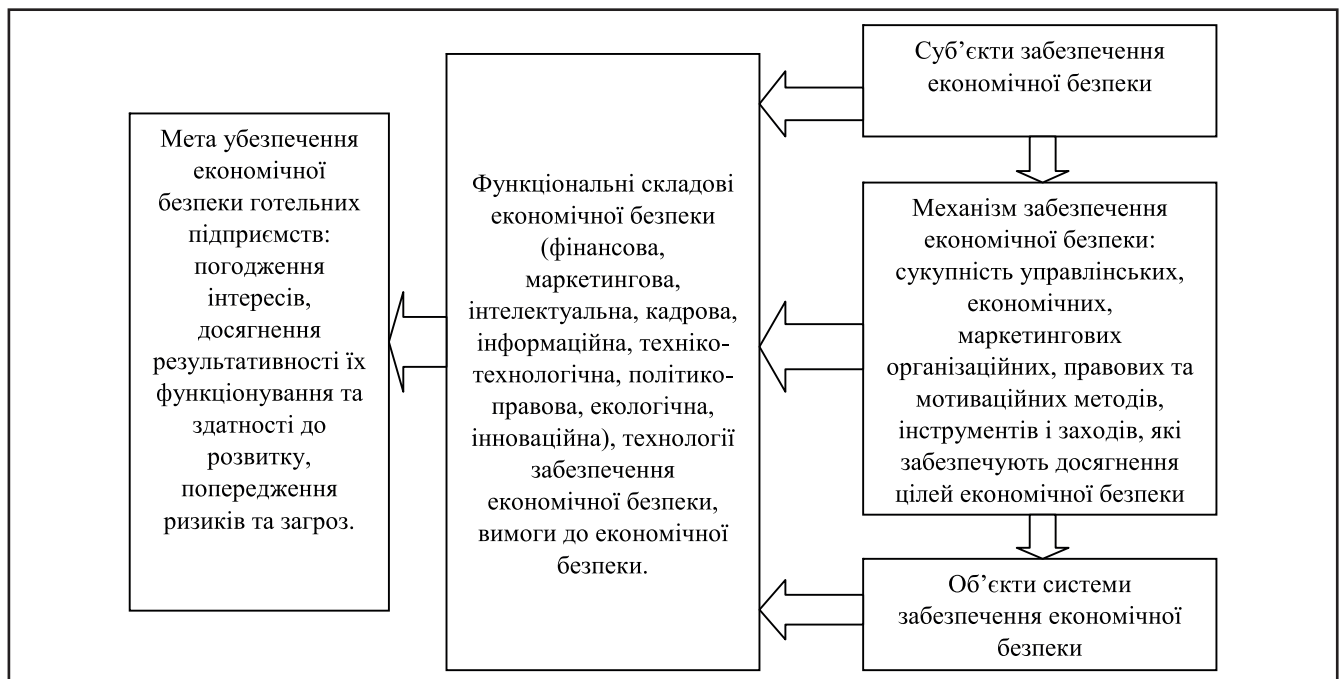 Мета убезпечення
економічної
безпеки готельних
підприємств:
погодження
інтересів,
досягнення
результативності їх
функціонування та
здатності до
розвитку,
попередження
ризиків та загроз.
Функціональні складові
економічної безпеки
(фінансова,
маркетингова,
інтелектуальна, кадрова,
інформаційна, техніко-
технологічна, політико-
правова, екологічна,
інноваційна), технології
забезпечення
економічної безпеки,
вимоги до економічної
безпеки.
Суб’єкти забезпечення
економічної безпеки
Механізм забезпечення
економічної безпеки:
сукупність управлінських,
економічних,
маркетингових
організаційних, правових та
мотиваційних методів,
інструментів і заходів, які
забезпечують досягнення
цілей економічної безпеки
Об’єкти системи
забезпечення економічної
безпеки